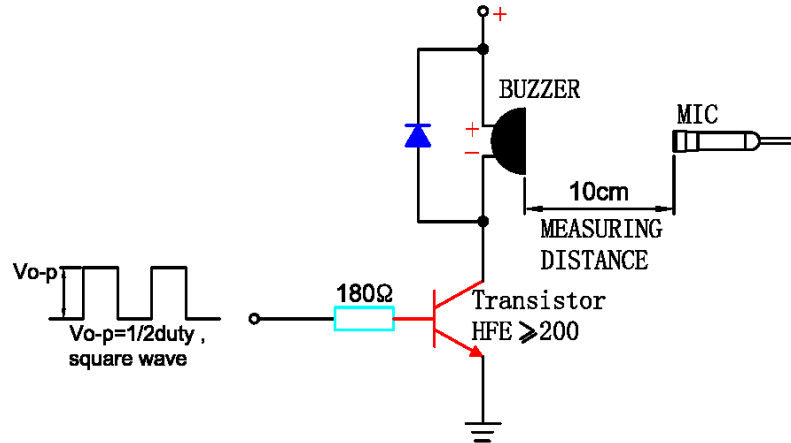 +
BUZZER
+
−
MIC
10cm
MEASURING
DISTANCE
Vo-p
Vo-p=1/2duty ,
square wave
180Ω
Transistor
HFE ⩾200